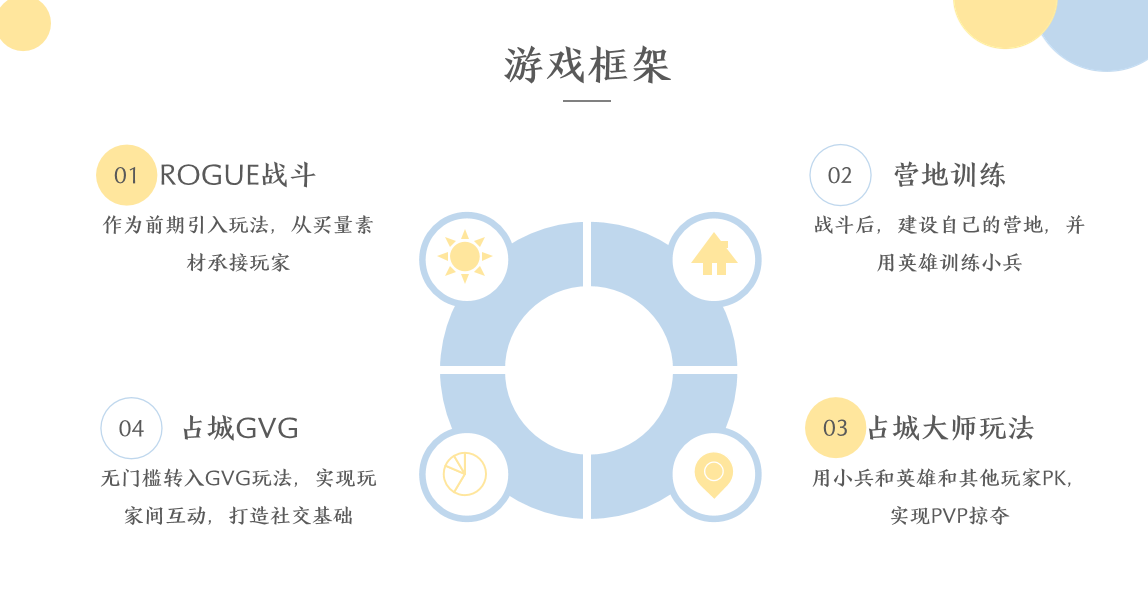 游戏框架
01
ROGUE战斗
作为前期引入玩法，从买量素
材承接玩家
02
营地训练
战斗后，建设自己的营地，并
用英雄训练小兵
03
占城大师玩法
用小兵和英雄和其他玩家PK，
实现PVP掠夺
04
占城GVG
无门槛转入GVG玩法，实现玩
家间互动，打造社交基础